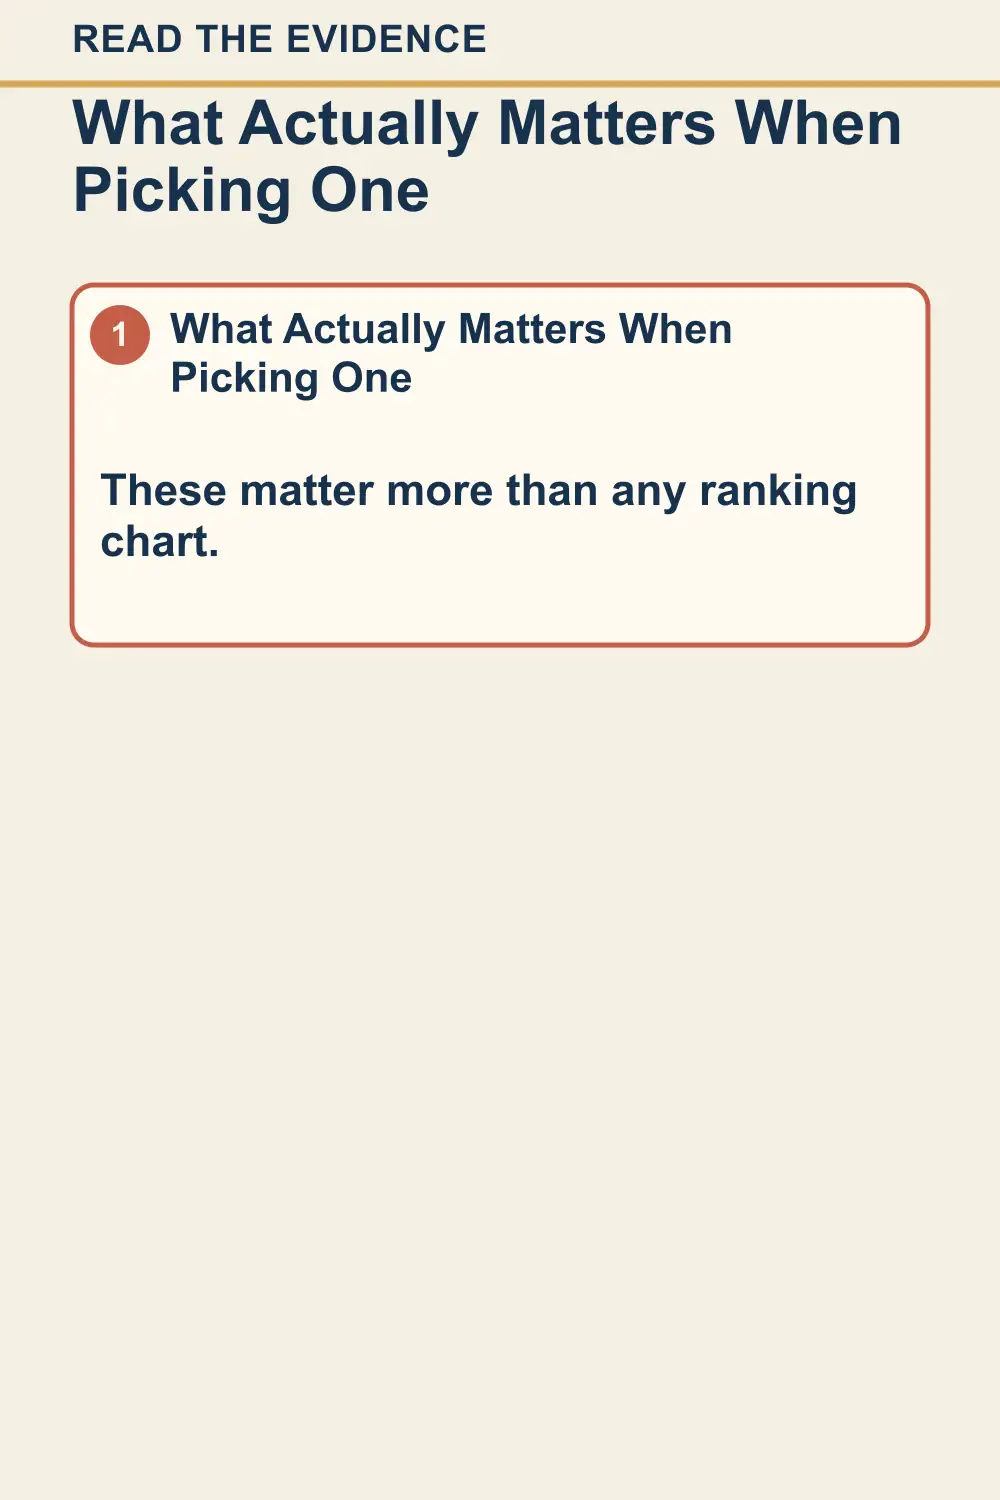 READ THE EVIDENCE
What Actually Matters When
Picking One
1
What Actually Matters When
Picking One
These matter more than any ranking
chart.